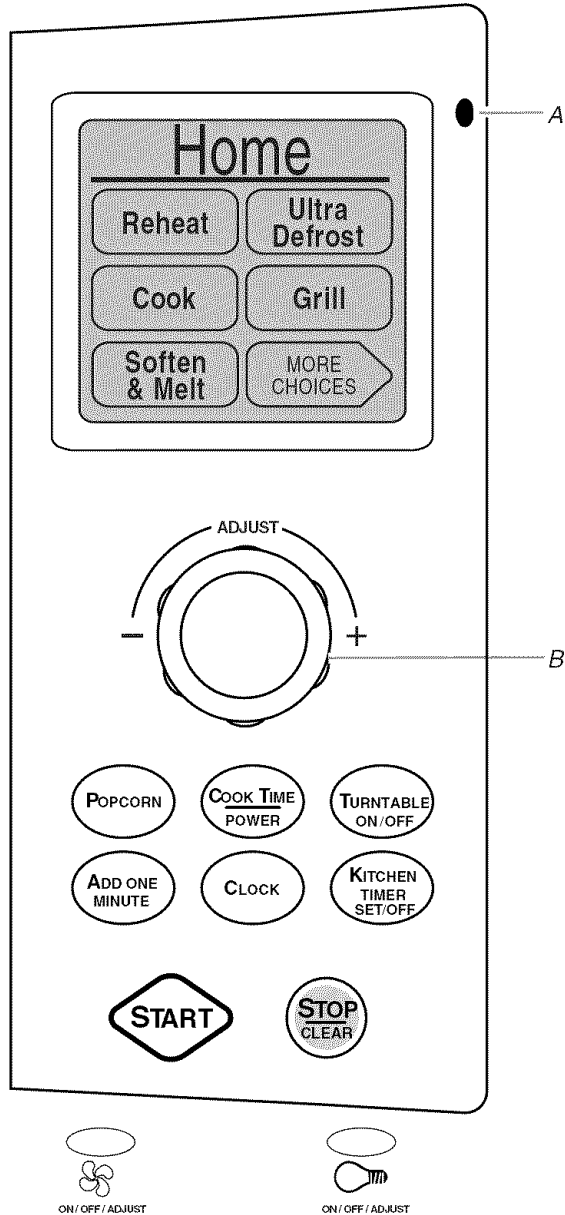 Home
A
Reheat
Ultra
Defrost
Cook
Grill
Soften
& Melt
MORE
CHOICES
ADJUST
− +
B
POPCORN
COOK TIME
POWER
TURNTABLE
ON/OFF
ADD ONE
MINUTE
CLOCK
KITCHEN
TIMER
SET/OFF
START
STOP
CLEAR
ON/OFF/ADJUST
ON/OFF/ADJUST